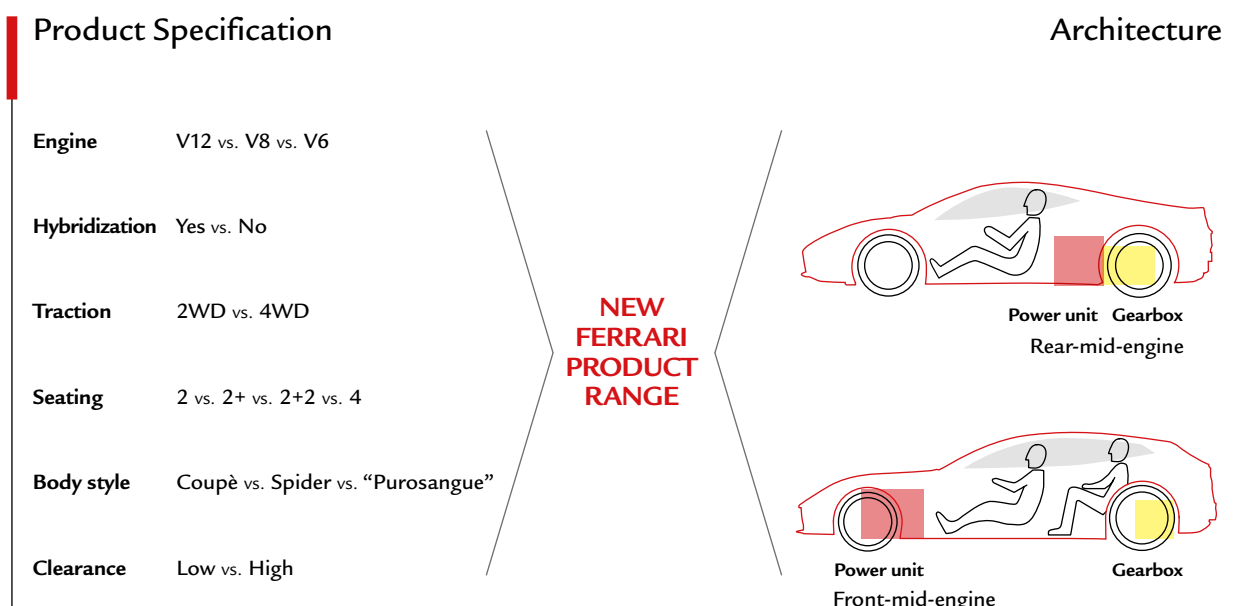 Product Specification
Architecture
Engine V12 vs. V8 vs. V6
Hybridization Yes vs. No
Traction 2WD vs. 4WD
Seating 2 vs. 2+ vs. 2+2 vs. 4
Body style Coupè vs. Spider vs. “Purosangue”
Clearance Low vs. High
NEW
FERRARI
PRODUCT
RANGE
Power unit Gearbox
Rear-mid-engine
Power unit Gearbox
Front-mid-engine